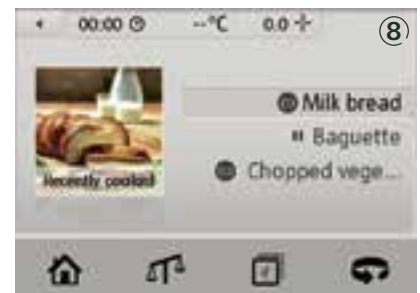 00:00 --°C 0.0
⑧
Milk bread
Baguette
Chopped vege...
Recently cooked